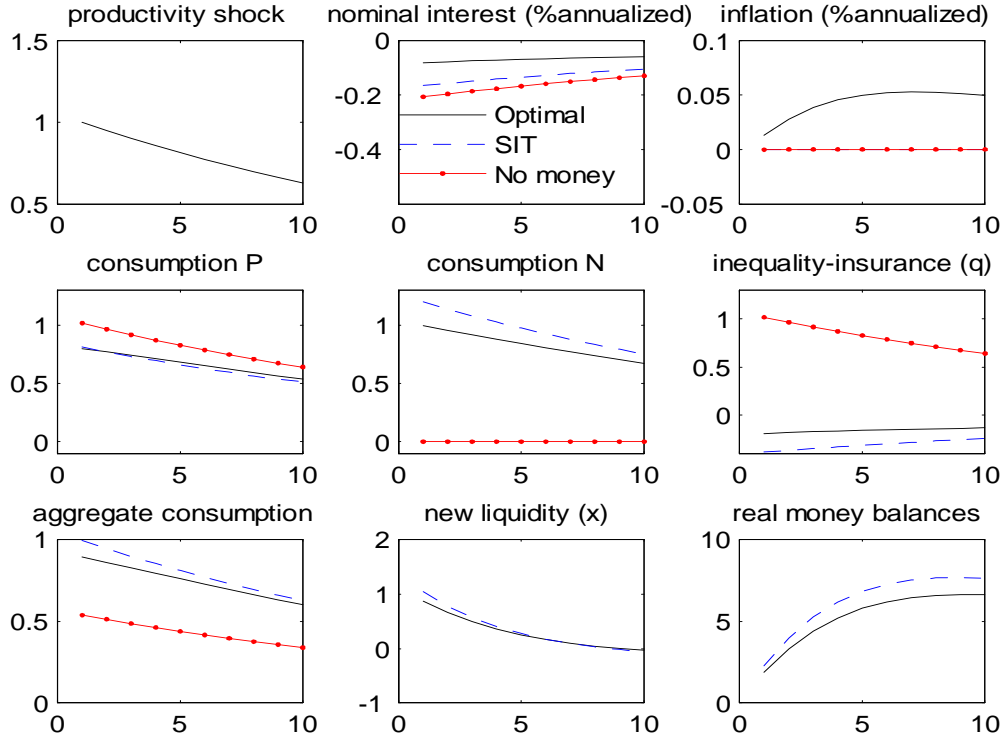 productivity shock
1.5
1
0.5
0 5 10
nominal interest (%annualized)
0
-0.2
-0.4
0 5 10
Optimal
SIT
No money
inflation (%annualized)
0.1
0.05
0
-0.05
0 5 10
consumption P
1
0.5
0
0 5 10
consumption N
1
0.5
0
0 5 10
inequality-insurance (q)
1
0.5
0
0 5 10
aggregate consumption
1
0.5
0
0 5 10
new liquidity (x)
2
1
0
-1
0 5 10
real money balances
10
5
0
0 5 10